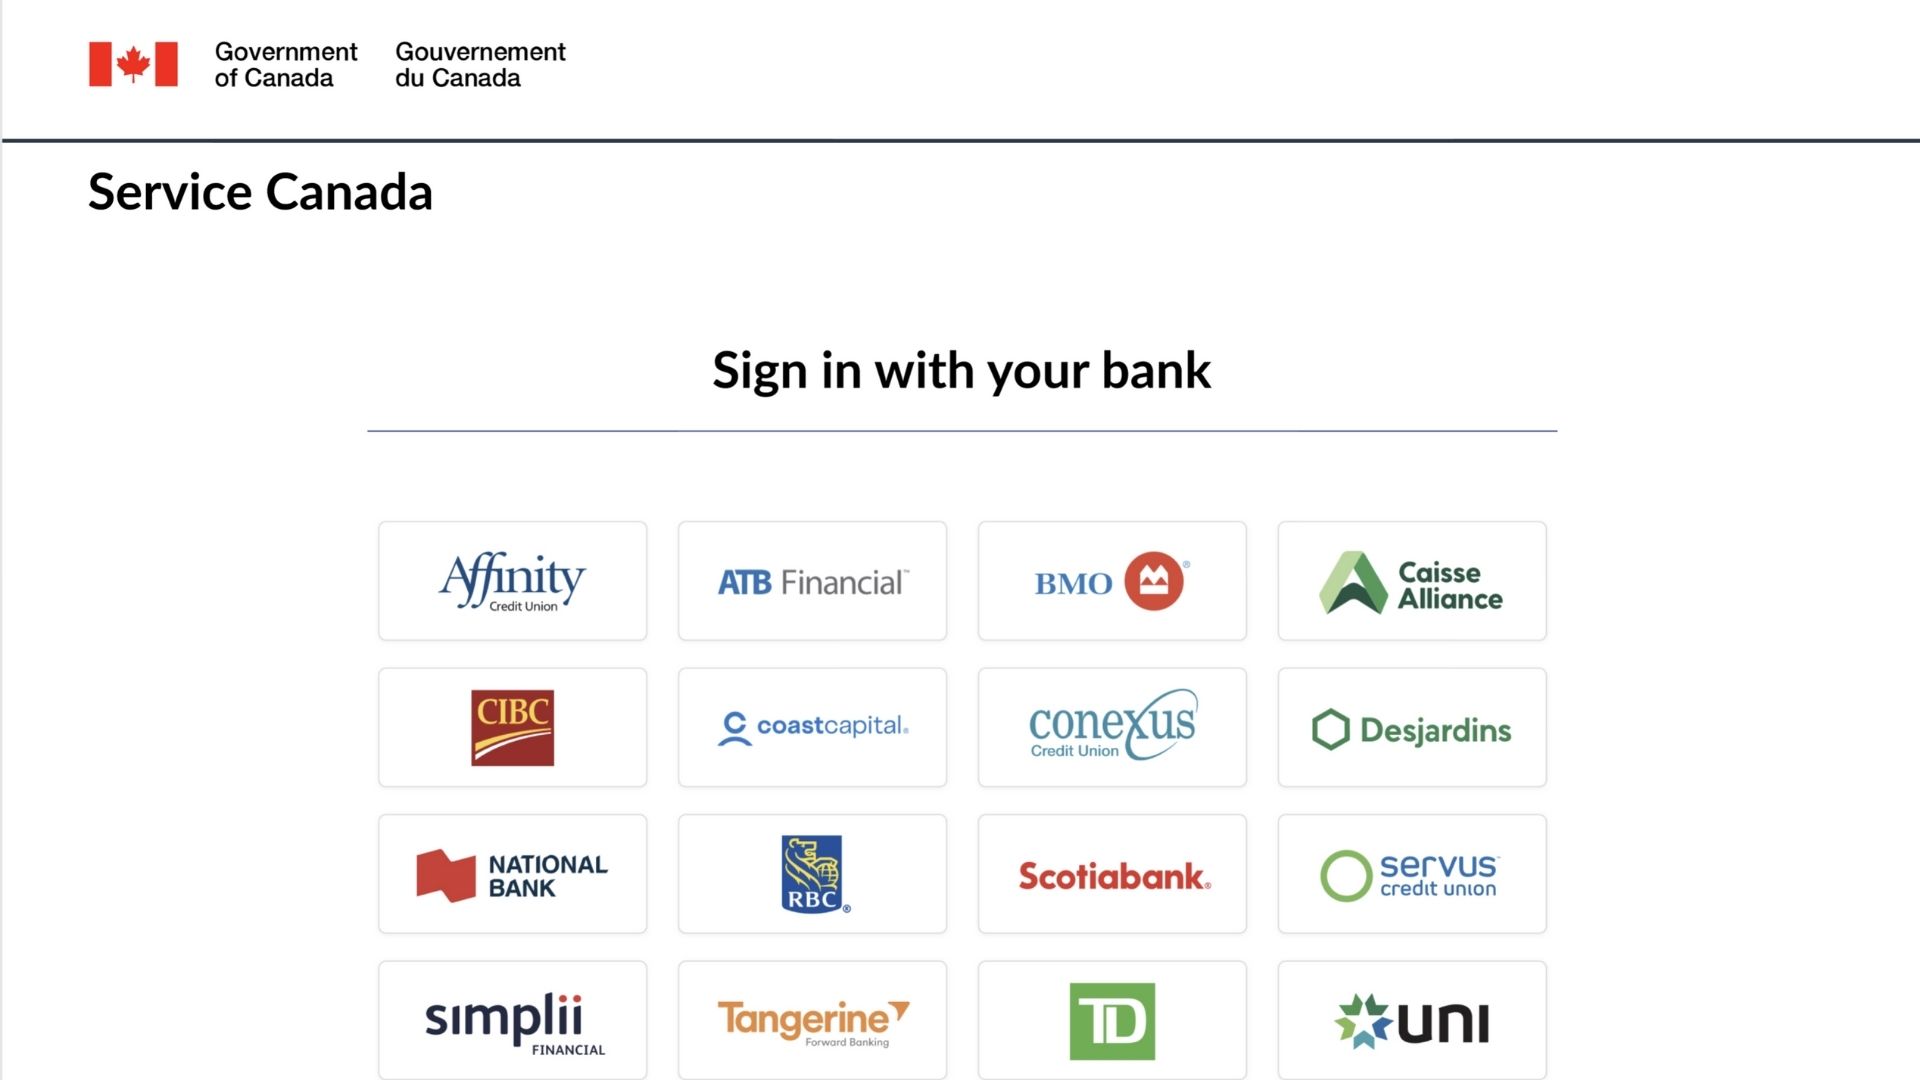 Government Gouvernement
of Canada du Canada
Service Canada
Sign in with your bank
Affinity
Credit Union
ATB Financial™
BMO®
Caisse
Alliance
CIBC
coastcapital®
conexus
Credit Union
Desjardins
NATIONAL
BANK
RBC®
Scotiabank®
servus™
credit union
simplii
FINANCIAL
Tangerine
Forward Banking
TD
UNI